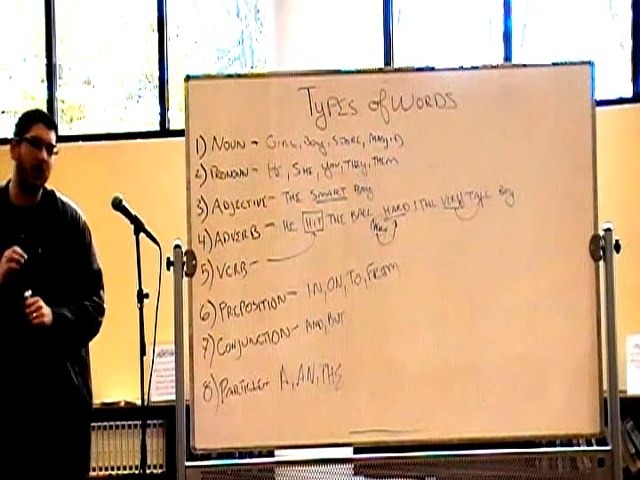 TYPES OF WORDS
1) NOUN - GIRL, BOY, STORE,
2) PRONOUN - HE, SHE, YOU, THEY, THEM
3) ADJECTIVE - THE SMART BOY
4) ADVERB - HE HIT THE BALL HARD / THE VERY TALL BOY
5) VERB -
6) PREPOSITION - IN, ON, TO, FROM
7) CONJUNCTION - AND, BUT
8) PARTICLE - A, AN, THE